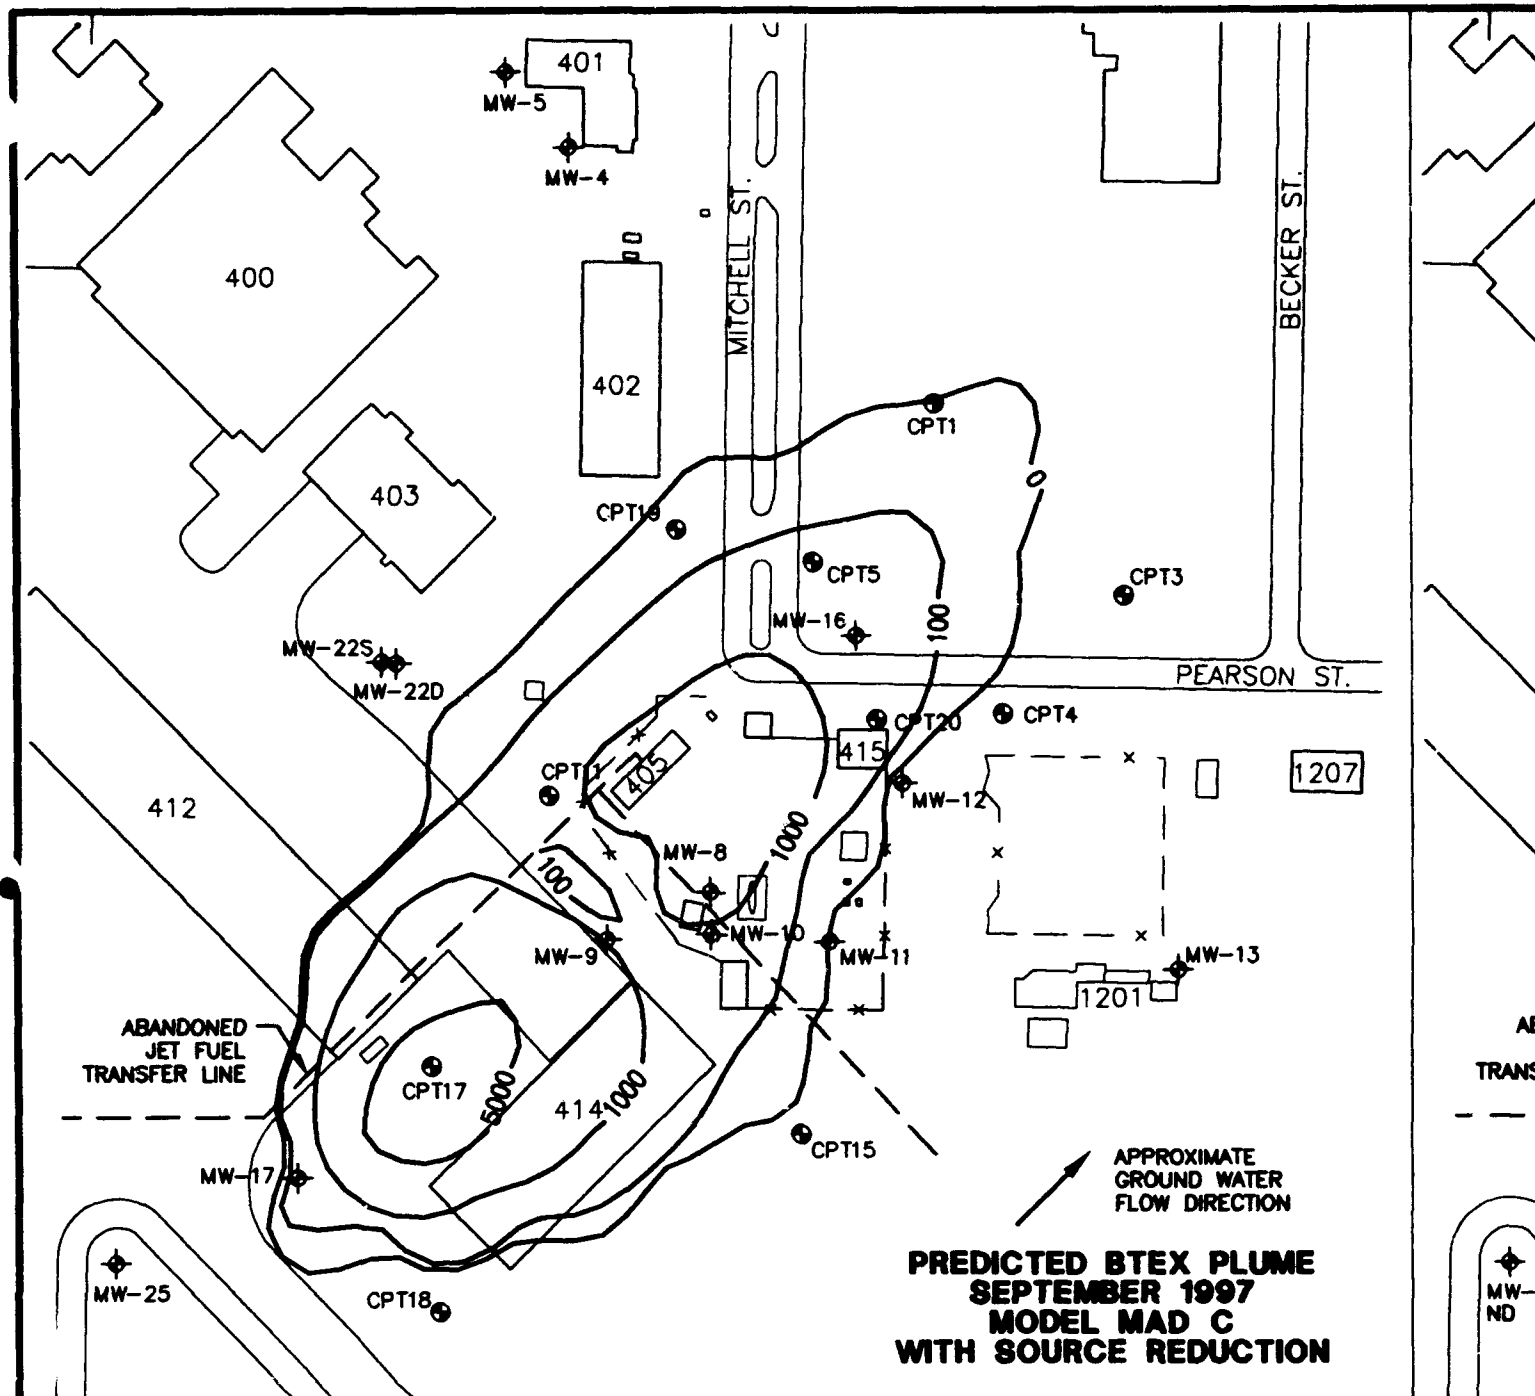 401
MW-5
MW-4
MITCHELL ST.
BECKER ST.
400
402
CPT1
0
403
CPT19
CPT5
CPT3
MW-16
100
MW-22S
MW-22D
PEARSON ST.
CPT20
CPT4
415
405
1207
412
MW-12
1000
MW-8
100
MW-10
MW-9
MW-11
MW-13
1201
ABANDONED
JET FUEL
TRANSFER LINE
CPT17
5000
414
1000
CPT15
MW-17
APPROXIMATE
GROUND WATER
FLOW DIRECTION
MW-25
CPT18
PREDICTED BTEX PLUME
SEPTEMBER 1997
MODEL MAD C
WITH SOURCE REDUCTION
MW-
ND